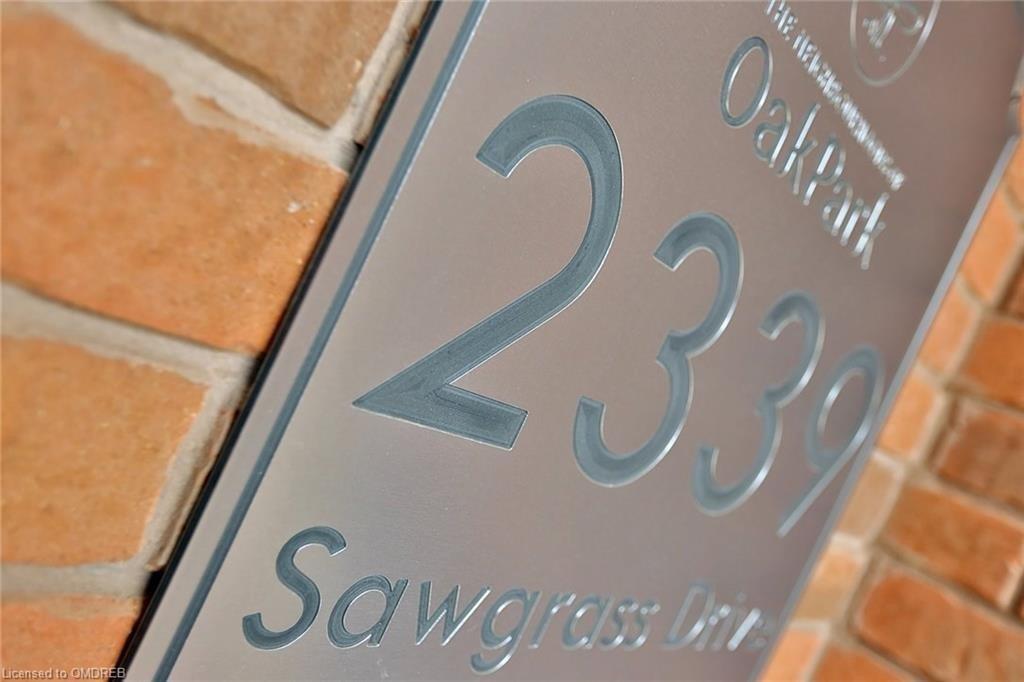 OakPark
2339
Sawgrass Drive
Licensed to OMDREB